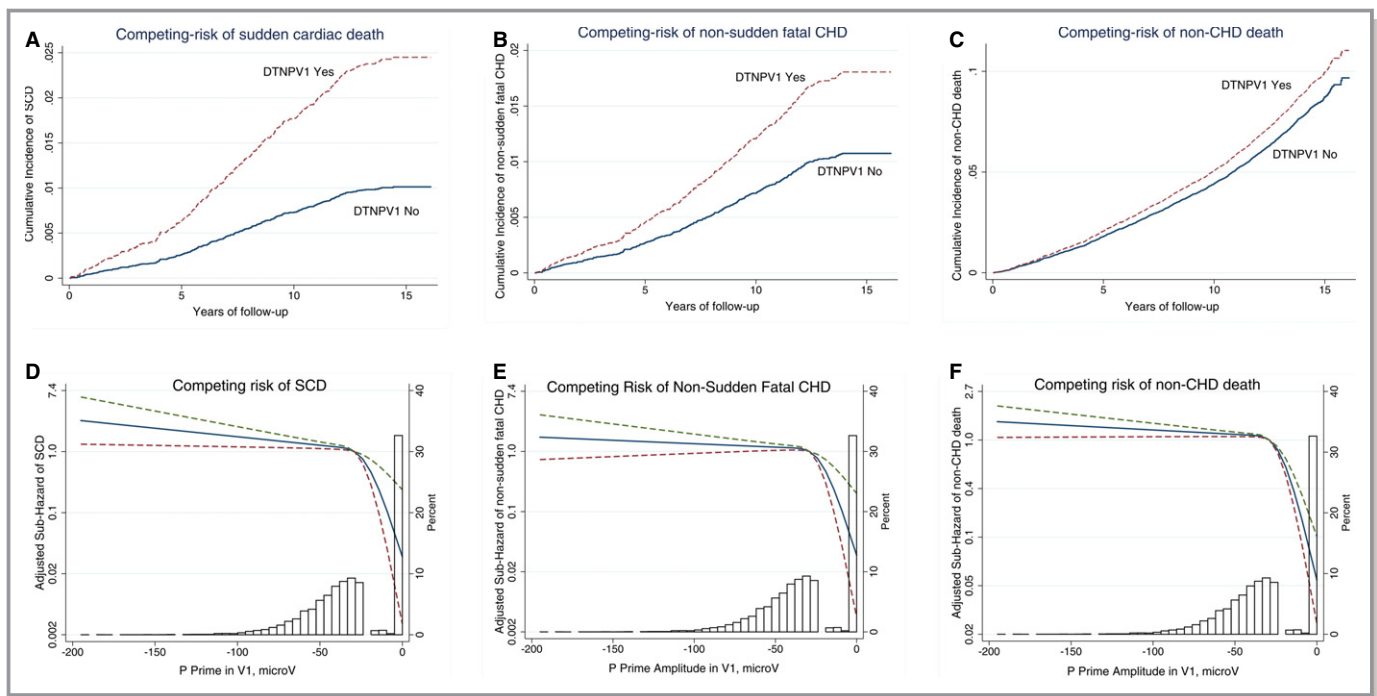 A
Competing-risk of sudden cardiac death
Cumulative Incidence of SCD
.025
.02
.015
.01
.005
0
DTNPV1 Yes
DTNPV1 No
0 5 10 15
Years of follow-up
B
Competing-risk of non-sudden fatal CHD
Cumulative Incidence of non-sudden fatal CHD
.02
.015
.01
.005
0
DTNPV1 Yes
DTNPV1 No
0 5 10 15
Years of follow-up
C
Competing-risk of non-CHD death
Cumulative Incidence of non-CHD death
.1
.05
0
DTNPV1 Yes
DTNPV1 No
0 5 10 15
Years of follow-up
D
Competing risk of SCD
Adjusted Sub-Hazard of SCD
7.4
1.0
0.1
0.02
0.002
40
30
20
10
0
Percent
-200 -150 -100 -50 0
P Prime in V1, microV
E
Competing Risk of Non-Sudden Fatal CHD
Adjusted Sub-Hazard of non-sudden fatal CHD
7.4
1.0
0.1
0.02
0.002
40
30
20
10
0
Percent
-200 -150 -100 -50 0
P Prime Amplitude in V1, microV
F
Competing risk of non-CHD death
Adjusted Sub-Hazard of non-CHD death
2.7
1.0
0.4
0.1
0.05
0.02
40
30
20
10
0
Percent
-200 -150 -100 -50 0
P Prime Amplitude in V1, microV